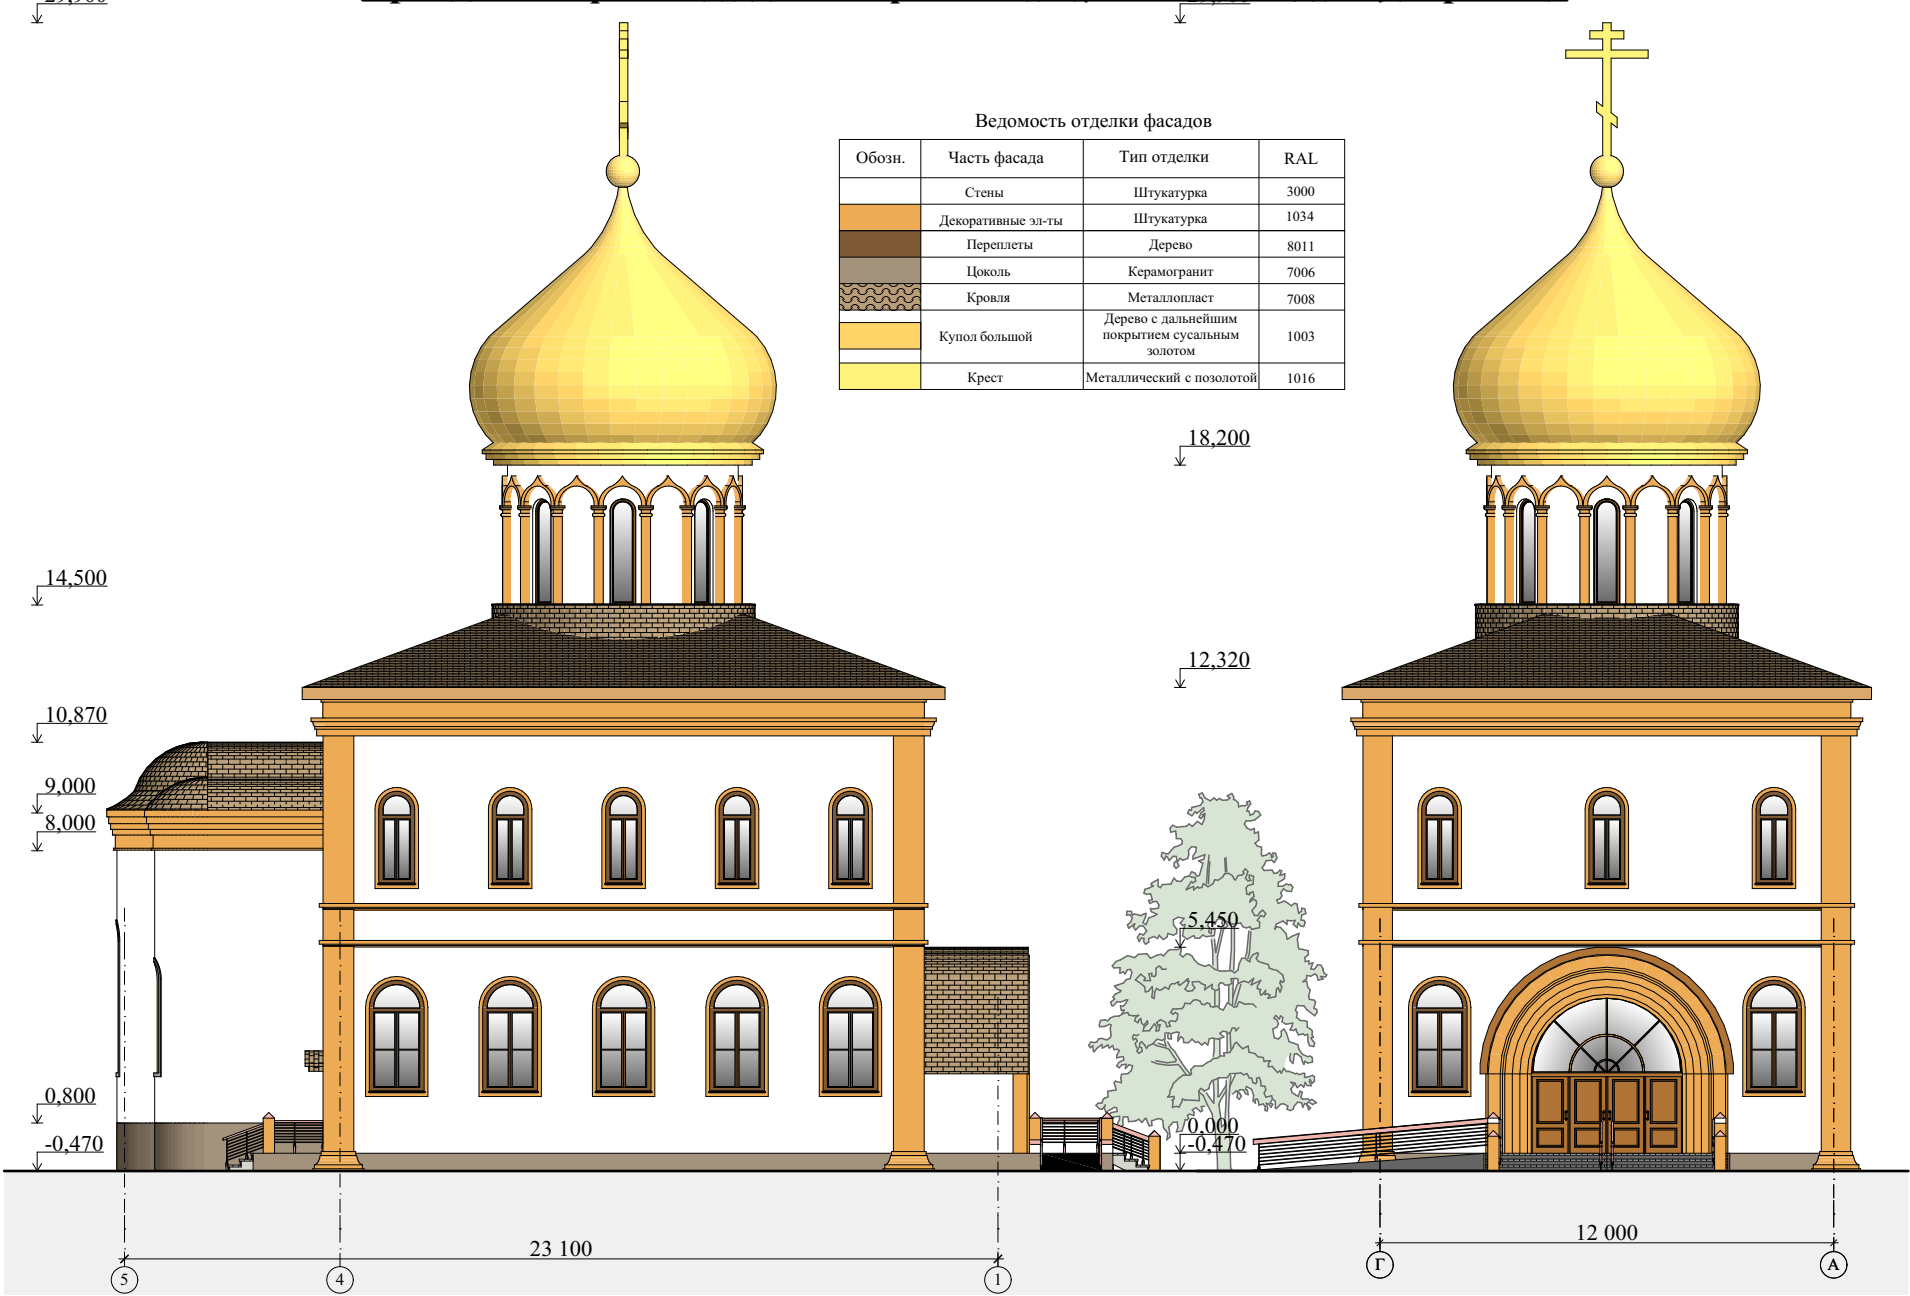 Ведомость отделки фасадов
Обозн. Часть фасада Тип отделки RAL
Стены Штукатурка 3000
Декоративные эл-ты Штукатурка 1034
Переплеты Дерево 8011
Цоколь Керамогранит 7006
Кровля Металлопласт 7008
Купол большой Дерево с дальнейшим
покрытием сусальным
золотом 1003
Крест Металлический с позолотой 1016
18,200
14,500
12,320
10,870
9,000
8,000
5,450
0,800
-0,470
0,000
-0,470
23 100
12 000
5
4
1
Г
А